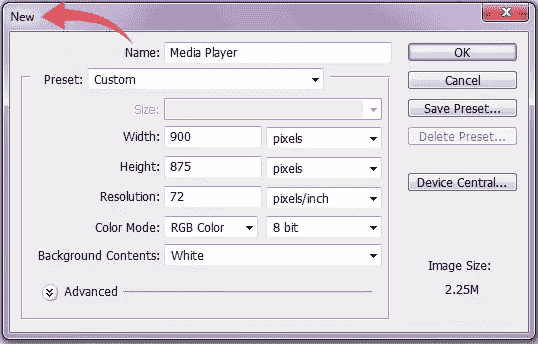 New
Name: Media Player
OK
Preset: Custom
Cancel
Size:
Save Preset...
Width: 900 pixels
Delete Preset...
Height: 875 pixels
Resolution: 72 pixels/inch
Device Central...
Color Mode: RGB Color 8 bit
Background Contents: White
Image Size:
2.25M
Advanced